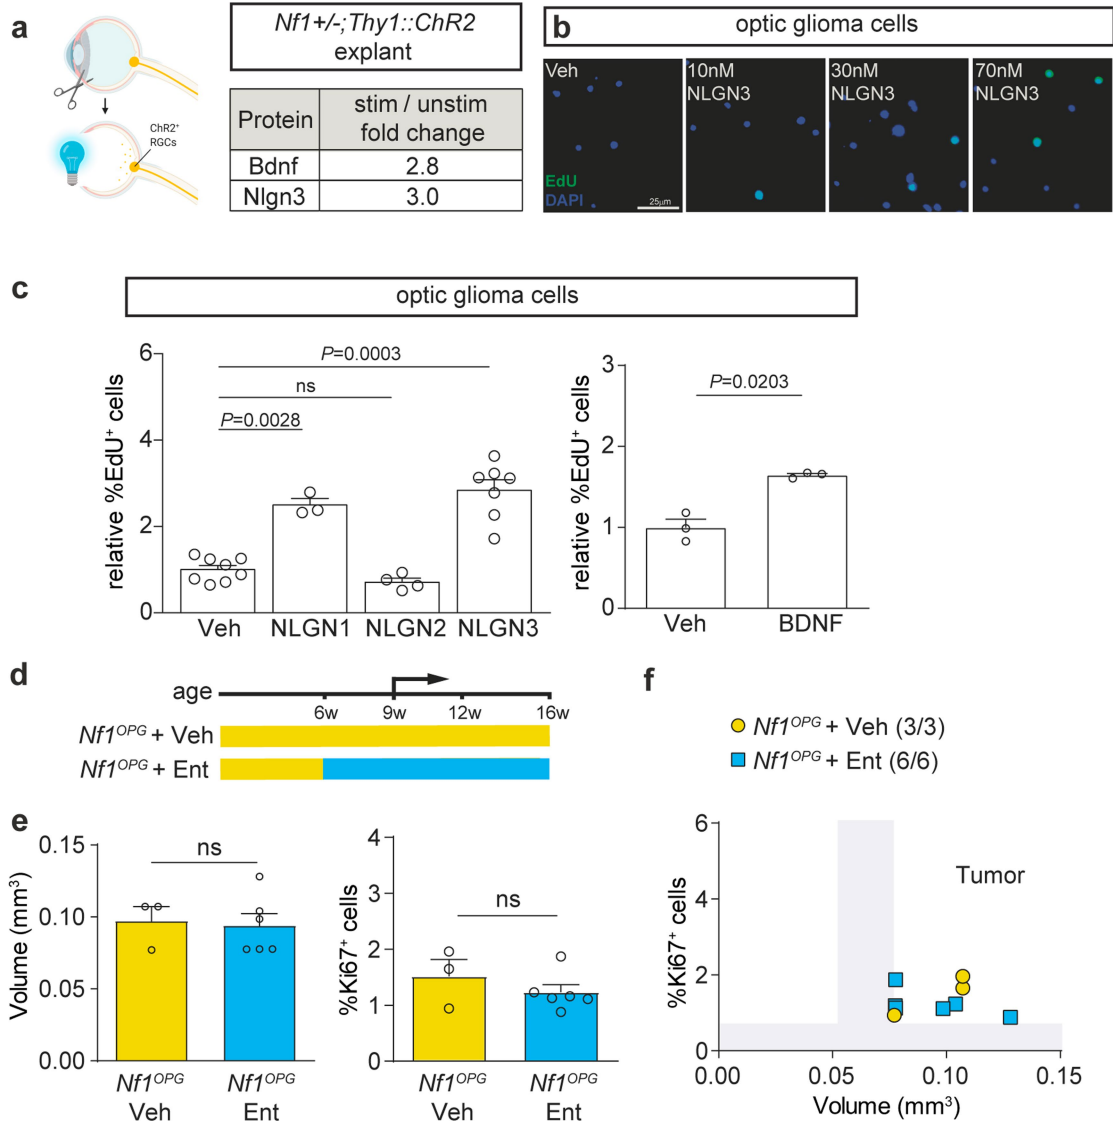 a
Nf1+/-;Thy1::ChR2
explant
ChR2⁺
RGCs
Protein
stim / unstim
fold change
Bdnf 2.8
Nlgn3 3.0
b
optic glioma cells
Veh
10nM
NLGN3
30nM
NLGN3
70nM
NLGN3
EdU
DAPI
25μm
c
optic glioma cells
relative %EdU⁺ cells
6
4
2
0
P=0.0003
ns
P=0.0028
Veh NLGN1 NLGN2 NLGN3
relative %EdU⁺ cells
3
2
1
0
P=0.0203
Veh BDNF
d
age
6w 9w 12w 16w
Nf1ᴼᴾᴳ + Veh
Nf1ᴼᴾᴳ + Ent
e
Volume (mm³)
0.15
0.10
0.05
0.00
ns
Nf1ᴼᴾᴳ Nf1ᴼᴾᴳ
Veh Ent
%Ki67⁺ cells
4
3
2
1
0
ns
Nf1ᴼᴾᴳ Nf1ᴼᴾᴳ
Veh Ent
f
Nf1ᴼᴾᴳ + Veh (3/3)
Nf1ᴼᴾᴳ + Ent (6/6)
%Ki67⁺ cells
6
4
2
0
Tumor
0.00 0.05 0.10 0.15
Volume (mm³)